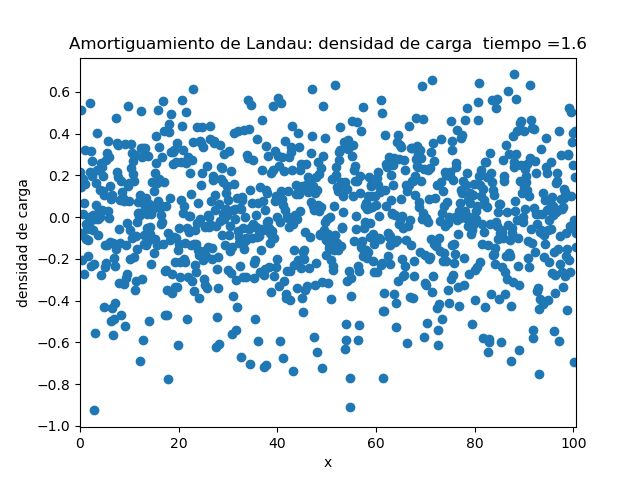 Amortiguamiento de Landau: densidad de carga  tiempo =1.6
densidad de carga
0.6
0.4
0.2
0.0
−0.2
−0.4
−0.6
−0.8
−1.0
0 20 40 60 80 100
x